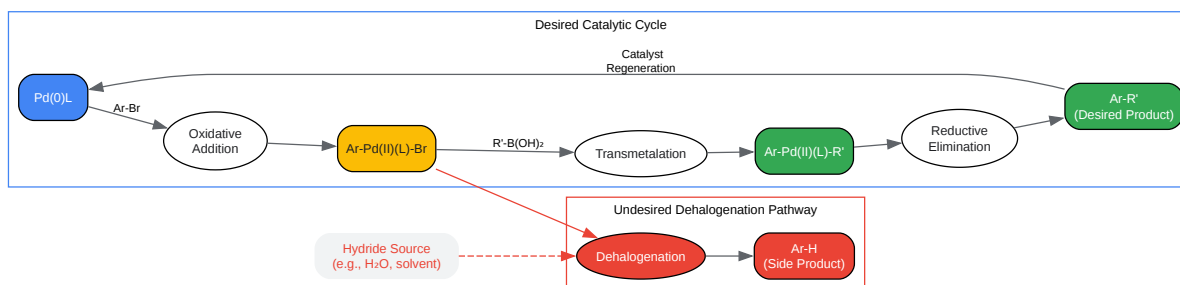 Desired Catalytic Cycle
Catalyst
Regeneration
Pd(0)L
Ar-Br
Oxidative
Addition
Ar-Pd(II)(L)-Br
R'-B(OH)₂
Transmetalation
Ar-Pd(II)(L)-R'
Reductive
Elimination
Ar-R'
(Desired Product)
Undesired Dehalogenation Pathway
Hydride Source
(e.g., H₂O, solvent)
Dehalogenation
Ar-H
(Side Product)